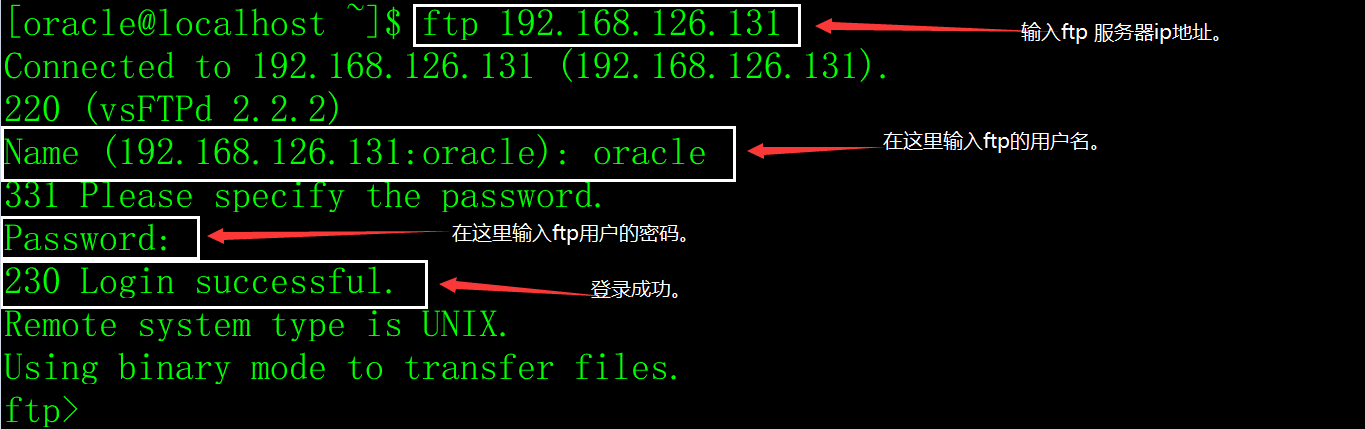 [oracle@localhost ~]$ ftp 192.168.126.131
输入ftp 服务器ip地址。
Connected to 192.168.126.131 (192.168.126.131).
220 (vsFTPd 2.2.2)
Name (192.168.126.131:oracle): oracle
在这里输入ftp的用户名。
331 Please specify the password.
Password:
在这里输入ftp用户的密码。
230 Login successful.
登录成功。
Remote system type is UNIX.
Using binary mode to transfer files.
ftp>